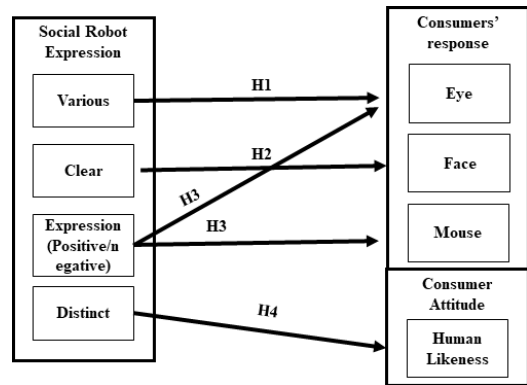 Social Robot
Expression
Various
Clear
Expression
(Positive/n
egative)
Distinct
H1
H2
H3
H3
H4
Consumers'
response
Eye
Face
Mouse
Consumer
Attitude
Human
Likeness